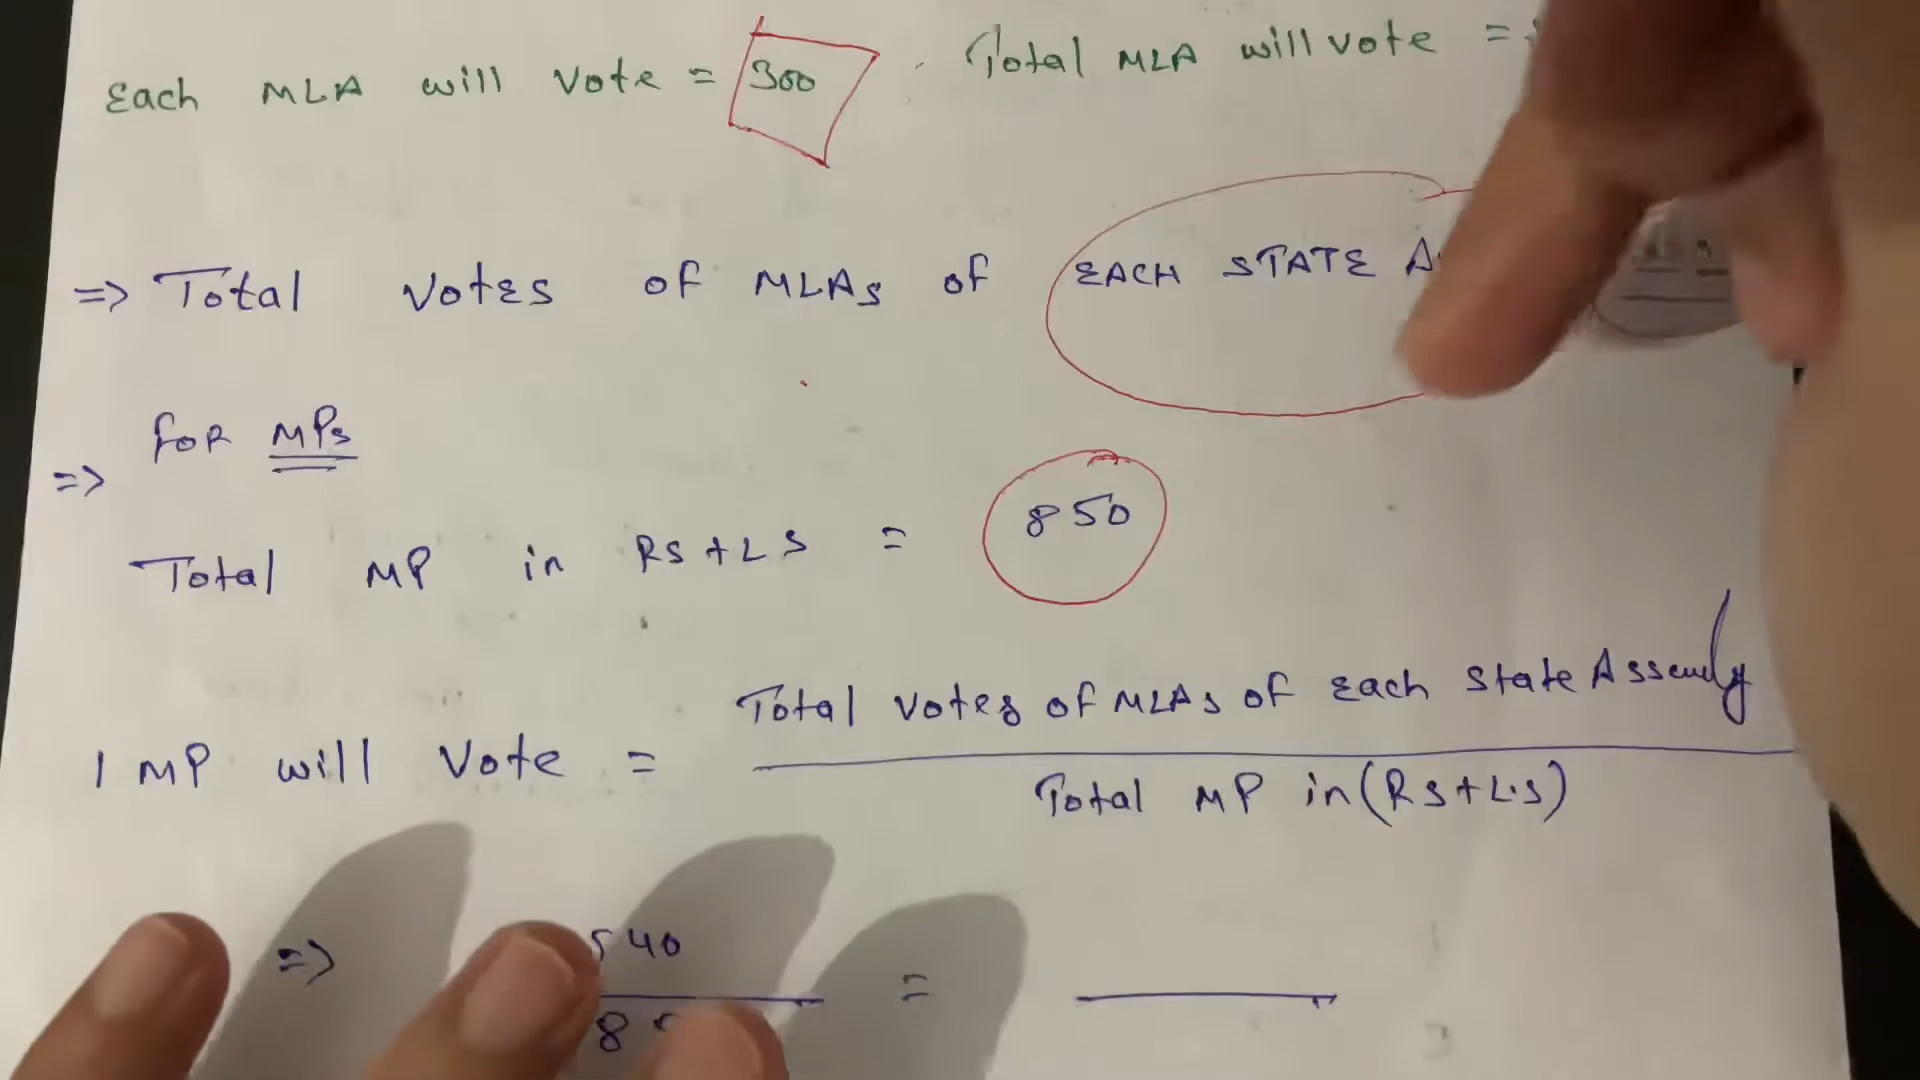 Each MLA will vote = 300 Total MLA will vote =
=> Total votes of MLAs of EACH STATE
=> for MPs
Total MP in RS+LS = 850
1 MP will vote = Total votes of MLAs of each state Assembly
Total MP in (RS+L.S)
=> 540 =